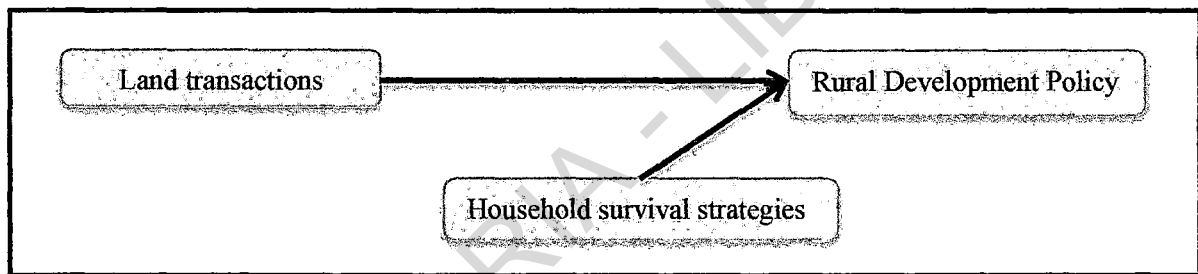 Land transactions
Rural Development Policy
Household survival strategies